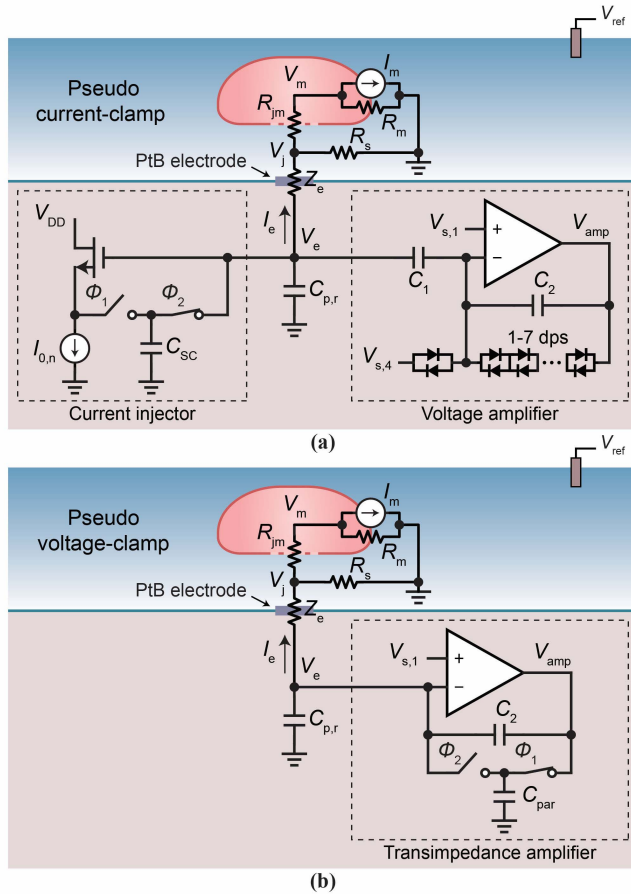 V_ref
Pseudo
current-clamp
V_m
I_m
R_jm
R_m
V_j
R_s
PtB electrode
Z_e
I_e
V_e
V_DD
Φ_1
Φ_2
I_0,n
C_SC
C_p,r
Current injector
V_s,1
+
−
V_amp
C_1
C_2
1-7 dps
V_s,4
Voltage amplifier
(a)
V_ref
Pseudo
voltage-clamp
V_m
I_m
R_jm
R_m
V_j
R_s
PtB electrode
Z_e
I_e
V_e
C_p,r
V_s,1
+
−
V_amp
C_2
Φ_2
Φ_1
C_par
Transimpedance amplifier
(b)